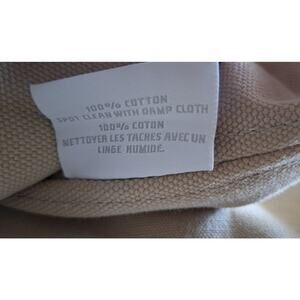 100% COTTON
SPOT CLEAN WITH DAMP CLOTH
100% COTON
NETTOYER LES TACHES AVEC UN
LINGE HUMIDE.